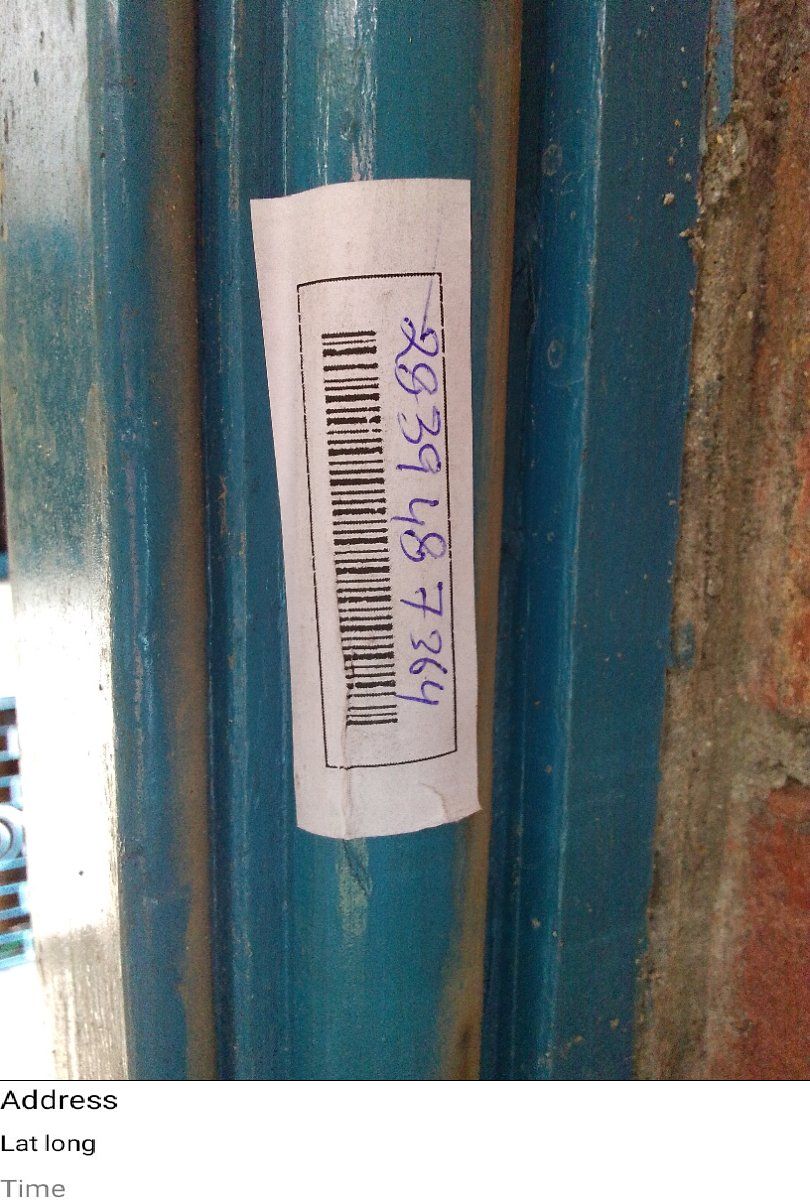 2839487364
Address
Lat long
Time